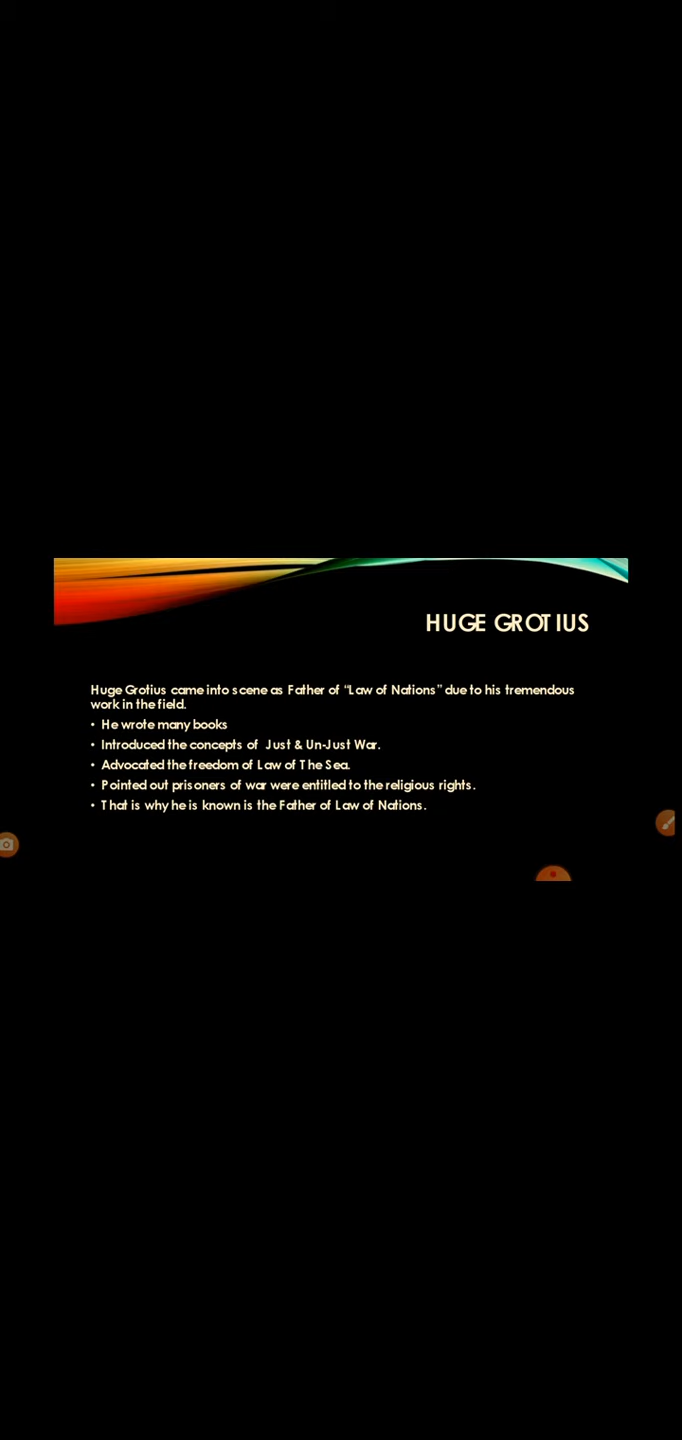 HUGE GROTIUS
Huge Grotius came into scene as Father of “Law of Nations” due to his tremendous
work in the field.
• He wrote many books
• Introduced the concepts of Just & Un-Just War.
• Advocated the freedom of Law of The Sea.
• Pointed out prisoners of war were entitled to the religious rights.
• That is why he is known is the Father of Law of Nations.